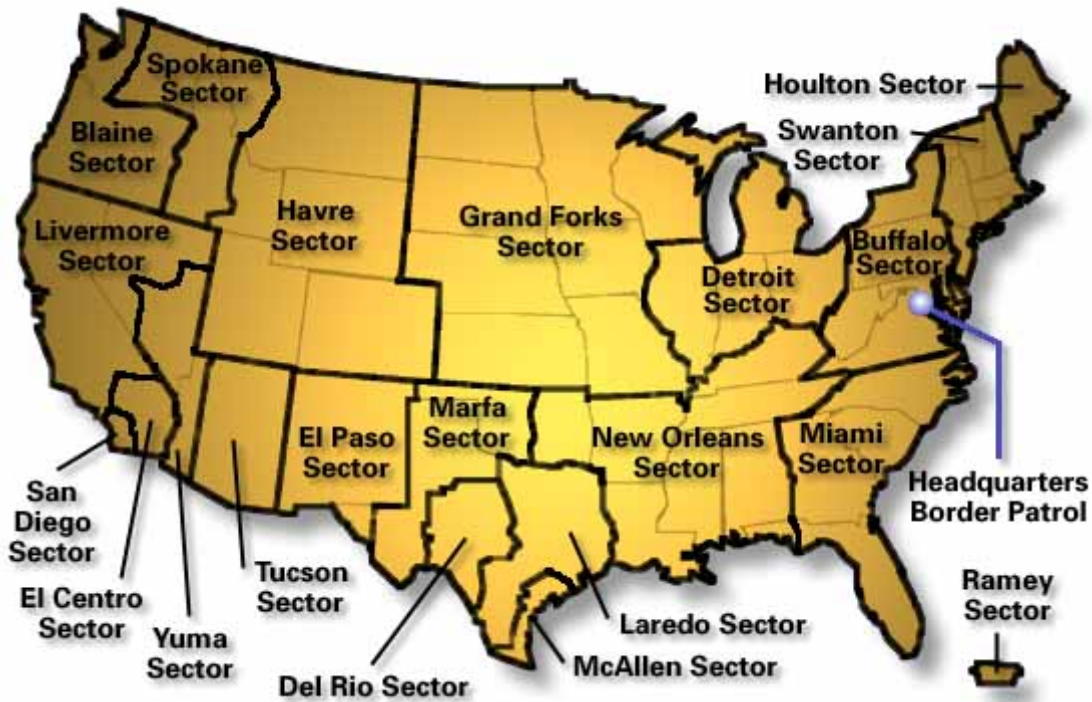 Spokane
Sector
Houlton Sector
Swanton
Sector
Blaine
Sector
Livermore
Sector
Havre
Sector
Grand Forks
Sector
Buffalo
Sector
Detroit
Sector
Marfa
Sector
El Paso
Sector
New Orleans
Sector
Miami
Sector
Headquarters
Border Patrol
San
Diego
Sector
El Centro
Sector
Yuma
Sector
Tucson
Sector
Del Rio Sector
McAllen Sector
Laredo Sector
Ramey
Sector